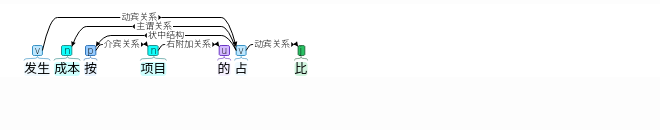 动宾关系
主谓关系
状中结构
介宾关系 右附加关系 动宾关系
v n p n u v
发生 成本 按 项目 的 占 比